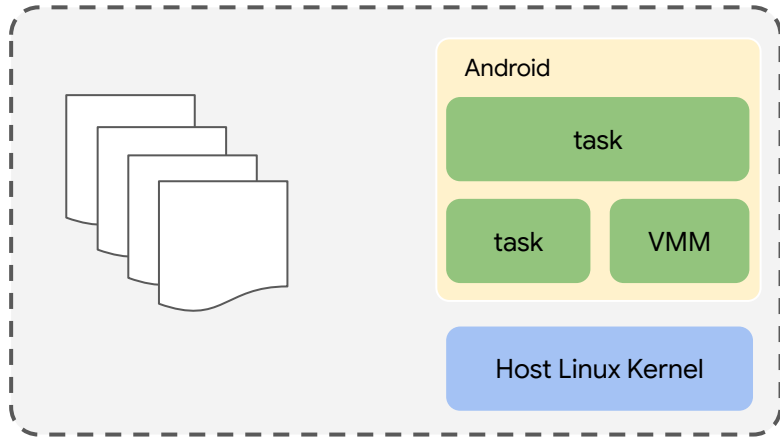 Android
task
task
VMM
Host Linux Kernel